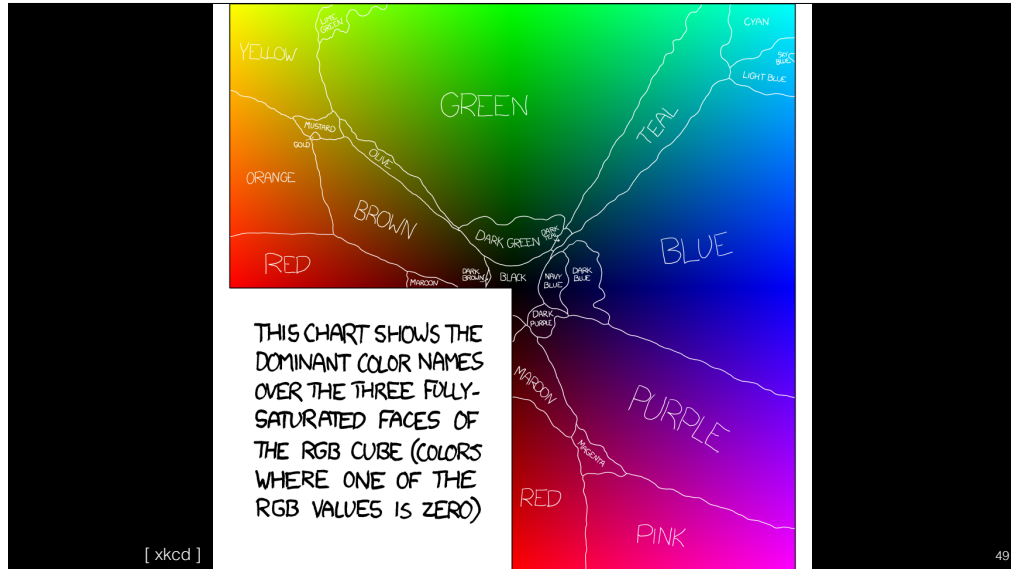 LIME
GREEN
CYAN
YELLOW
SKY
BLUE
LIGHT BLUE
GREEN
TEAL
MUSTARD
GOLD
OLIVE
ORANGE
BROWN
DARK GREEN
DARK
TEAL
BLUE
RED
MAROON
DARK
BROWN
BLACK
NAVY
BLUE
DARK
BLUE
DARK
PURPLE
THIS CHART SHOWS THE
DOMINANT COLOR NAMES
OVER THE THREE FULLY-
SATURATED FACES OF
THE RGB CUBE (COLORS
WHERE ONE OF THE
RGB VALUES IS ZERO)
MAROON
PURPLE
MAGENTA
RED
PINK
[ xkcd ]
49